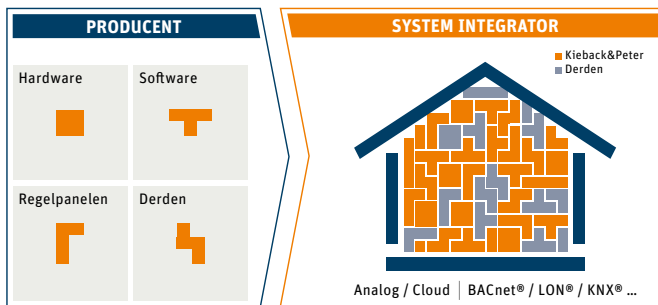 PRODUCENT
Hardware
Software
Regelpanelen
Derden
SYSTEM INTEGRATOR
Kieback&Peter
Derden
Analog / Cloud | BACnet® / LON® / KNX® ...